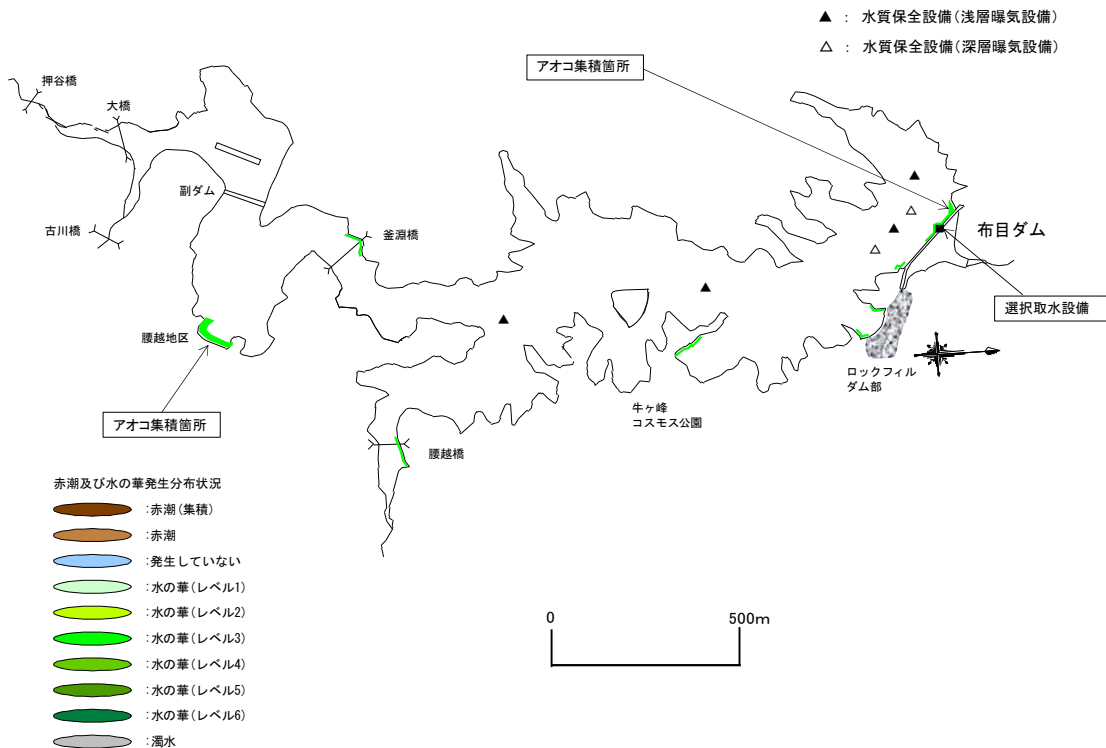 ▲ ： 水質保全設備(浅層曝気設備)
△ ： 水質保全設備(深層曝気設備)
アオコ集積箇所
押谷橋
大橋
副ダム
古川橋
釜淵橋
布目ダム
選択取水設備
腰越地区
ロックフィル
ダム部
牛ヶ峰
コスモス公園
アオコ集積箇所
腰越橋
赤潮及び水の華発生分布状況
：赤潮(集積)
：赤潮
：発生していない
：水の華(レベル1)
：水の華(レベル2)
：水の華(レベル3)
：水の華(レベル4)
：水の華(レベル5)
：水の華(レベル6)
：濁水
0 500m